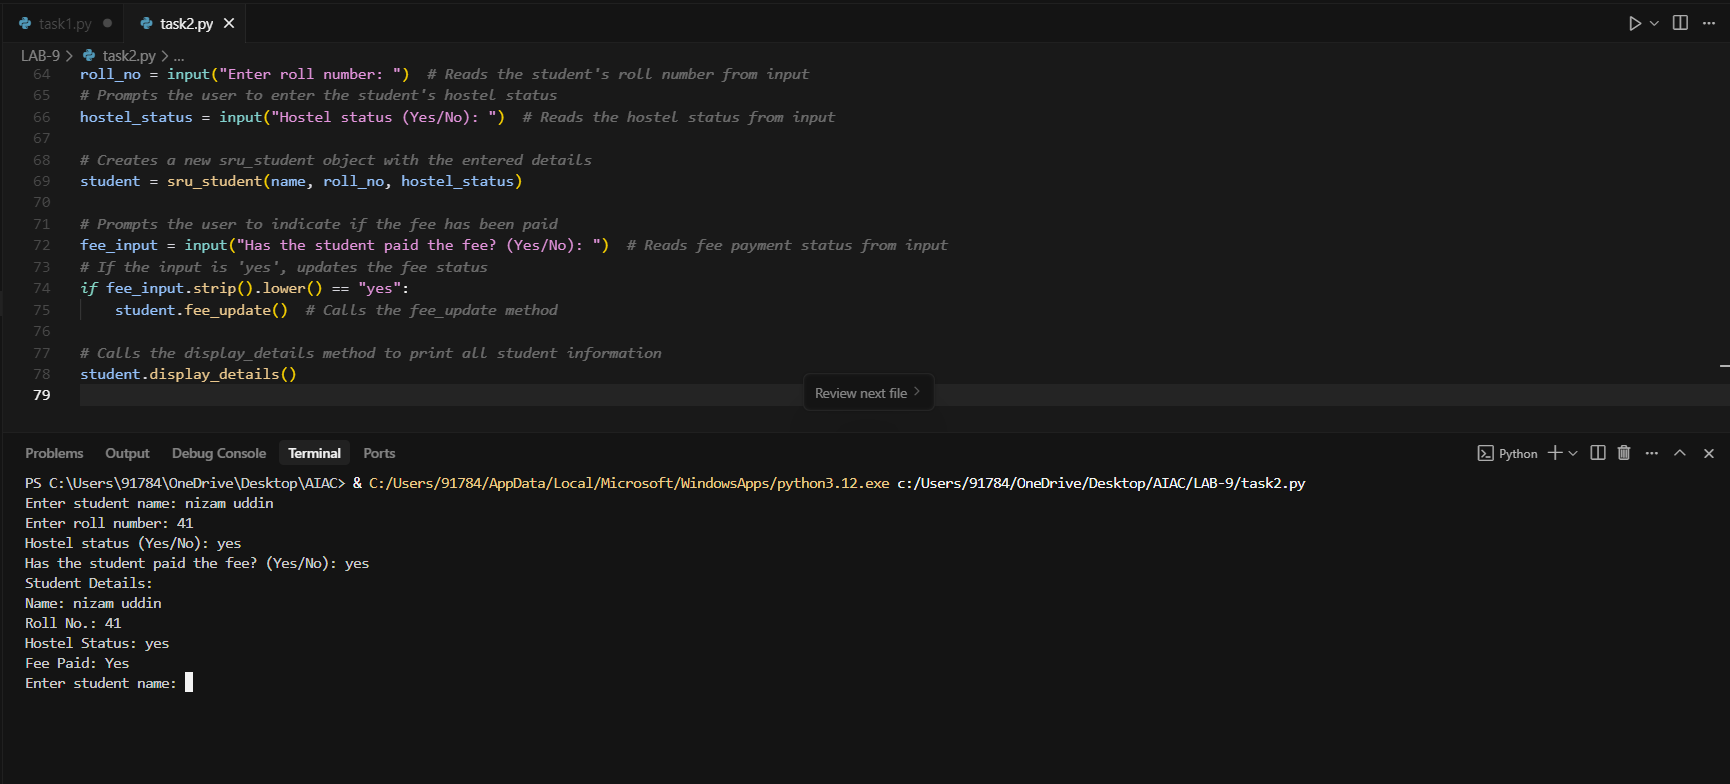 task1.py
task2.py
LAB-9 > task2.py > ...
64 roll_no = input("Enter roll number: ")  # Reads the student's roll number from input
65 # Prompts the user to enter the student's hostel status
66 hostel_status = input("Hostel status (Yes/No): ")  # Reads the hostel status from input
67
68 # Creates a new sru_student object with the entered details
69 student = sru_student(name, roll_no, hostel_status)
70
71 # Prompts the user to indicate if the fee has been paid
72 fee_input = input("Has the student paid the fee? (Yes/No): ")  # Reads fee payment status from input
73 # If the input is 'yes', updates the fee status
74 if fee_input.strip().lower() == "yes":
75     student.fee_update()  # Calls the fee_update method
76
77 # Calls the display_details method to print all student information
78 student.display_details()
79
Review next file >
Problems Output Debug Console Terminal Ports
Python
PS C:\Users\91784\OneDrive\Desktop\AIAC> & C:/Users/91784/AppData/Local/Microsoft/WindowsApps/python3.12.exe c:/Users/91784/OneDrive/Desktop/AIAC/LAB-9/task2.py
Enter student name: nizam uddin
Enter roll number: 41
Hostel status (Yes/No): yes
Has the student paid the fee? (Yes/No): yes
Student Details:
Name: nizam uddin
Roll No.: 41
Hostel Status: yes
Fee Paid: Yes
Enter student name: